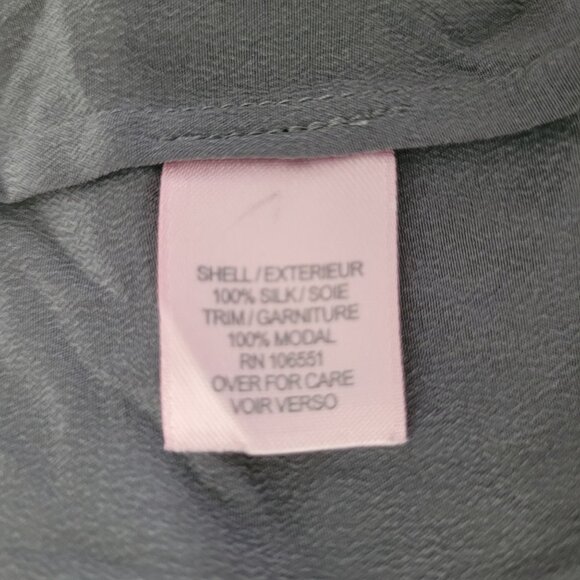 SHELL/EXTERIEUR
100% SILK/SOIE
TRIM/GARNITURE
100% MODAL
RN 106551
OVER FOR CARE
VOIR VERSO